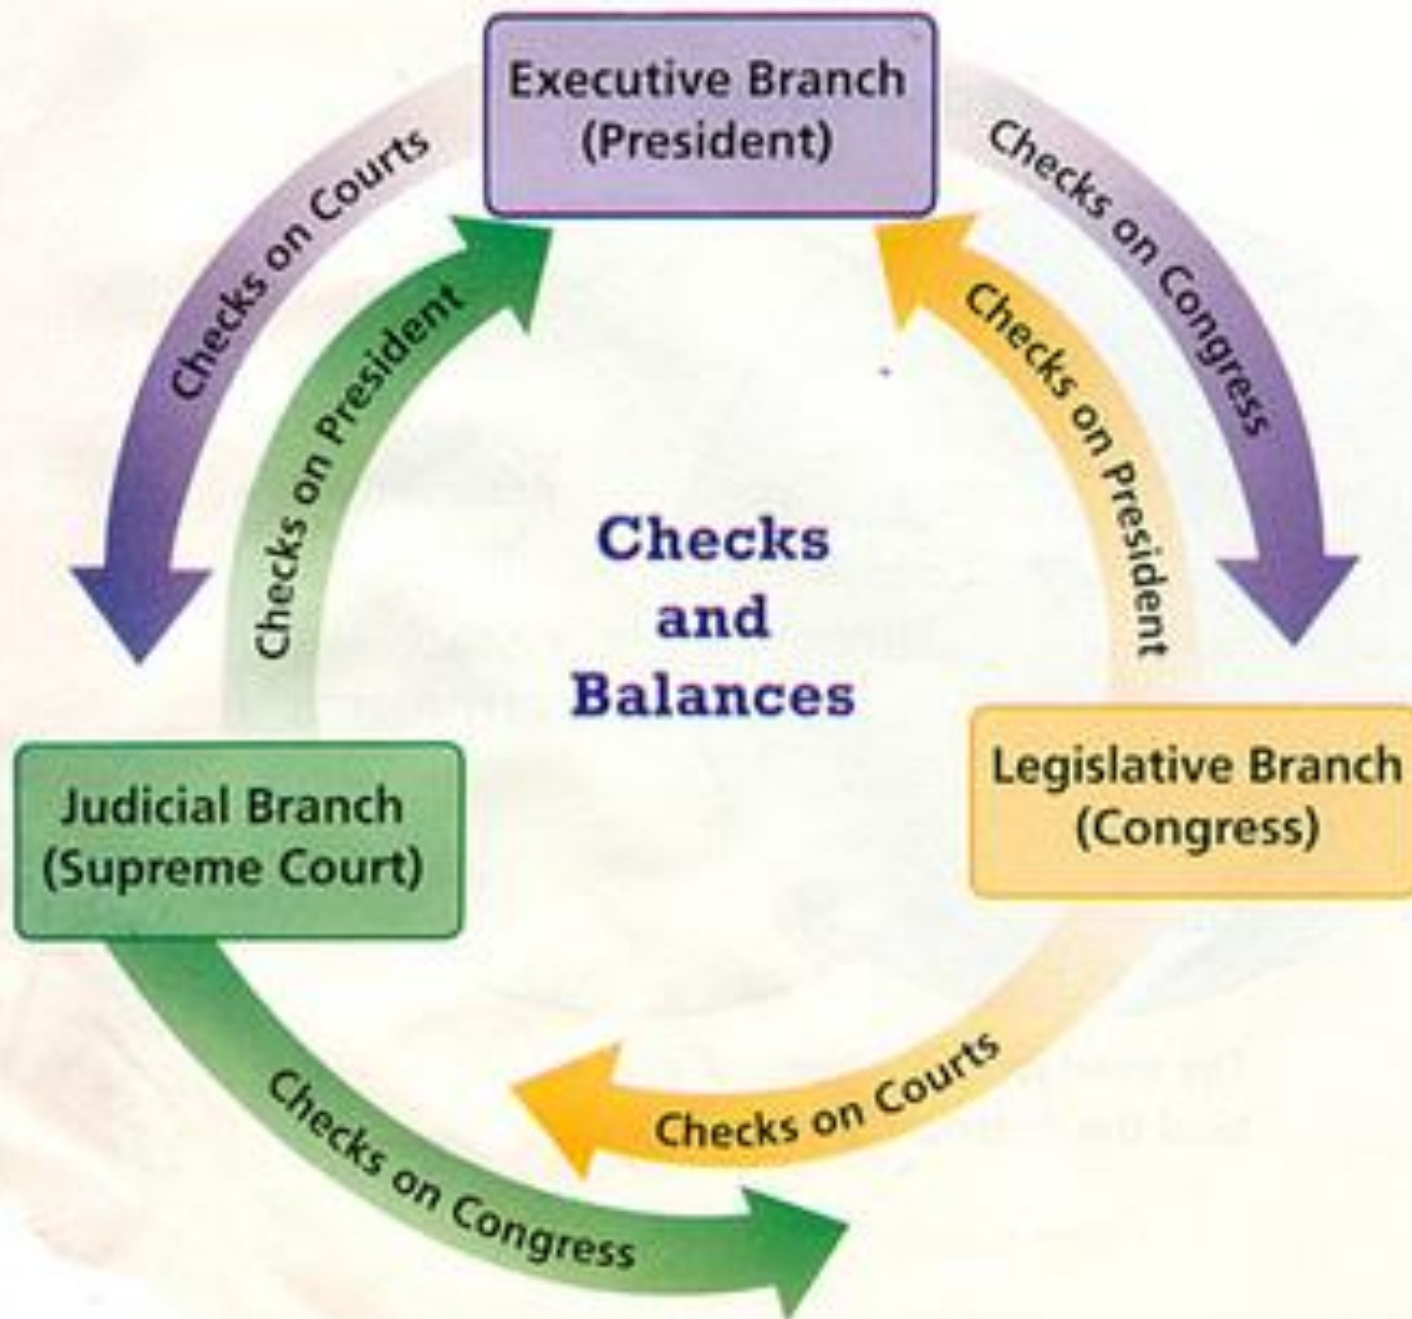 Executive Branch
(President)
Checks on Courts
Checks on President
Checks on Congress
Checks on President
Checks
and
Balances
Judicial Branch
(Supreme Court)
Legislative Branch
(Congress)
Checks on Courts
Checks on Congress